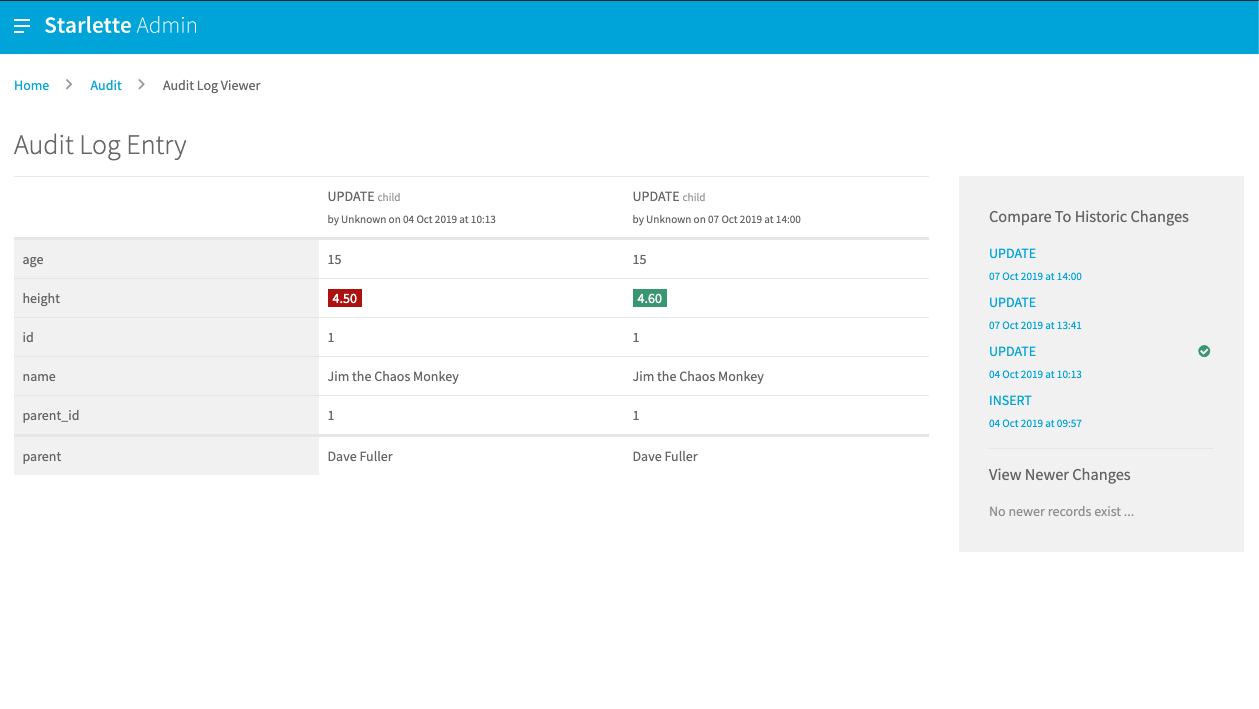 Starlette Admin
Home > Audit > Audit Log Viewer
Audit Log Entry
UPDATE child UPDATE child
by Unknown on 04 Oct 2019 at 10:13 by Unknown on 07 Oct 2019 at 14:00
age 15 15
height 4.50 4.60
id 1 1
name Jim the Chaos Monkey Jim the Chaos Monkey
parent_id 1 1
parent Dave Fuller Dave Fuller
Compare To Historic Changes
UPDATE
07 Oct 2019 at 14:00
UPDATE
07 Oct 2019 at 13:41
UPDATE
04 Oct 2019 at 10:13
INSERT
04 Oct 2019 at 09:57
View Newer Changes
No newer records exist ...